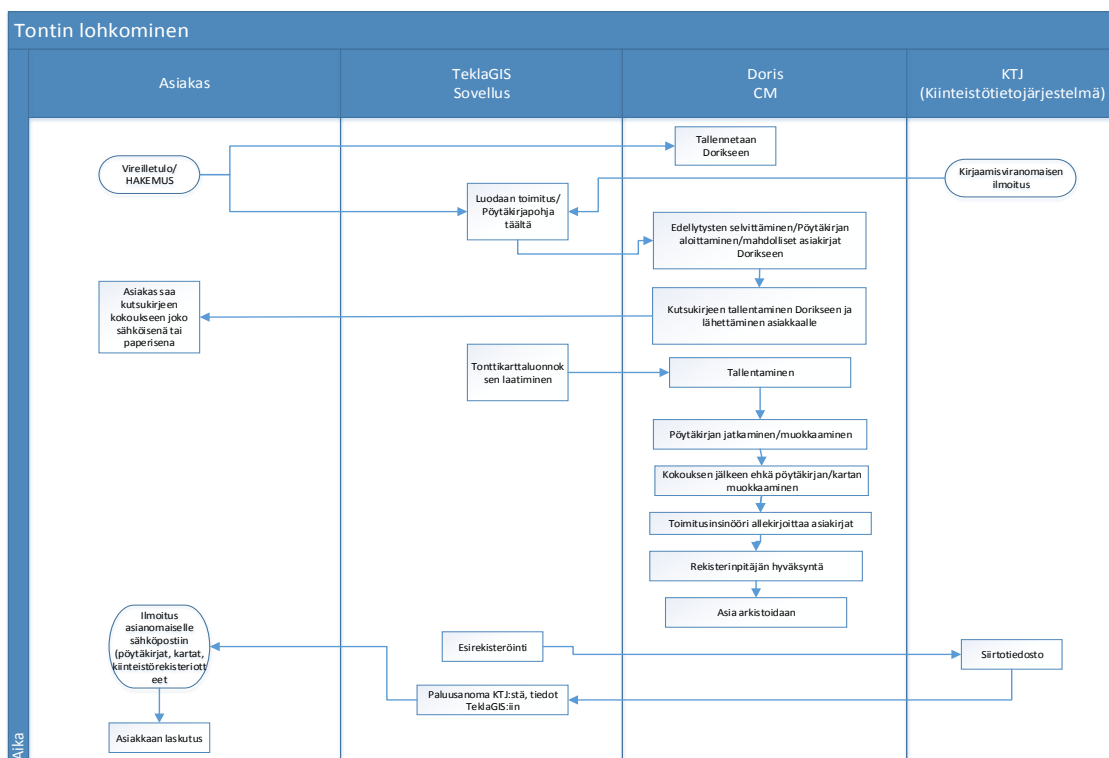 Tontin lohkominen
Asiakas
TeklaGIS
Sovellus
Doris
CM
KTJ
(Kiinteistötietojärjestelmä)
Tallennetaan
Dorikseen
Vireilletulo/
HAKEMUS
Kirjaamisviranomaisen
ilmoitus
Luodaan toimitus/
Pöytäkirjapohja
täältä
Edellytysten selvittäminen/Pöytäkirjan
aloittaminen/mahdolliset asiakirjat
Dorikseen
Asiakas saa
kutsukirjeen
kokoukseen joko
sähköisenä tai
paperisena
Kutsukirjeen tallentaminen Dorikseen ja
lähettäminen asiakkaalle
Tonttikarttaluonnok
sen laatiminen
Tallentaminen
Pöytäkirjan jatkaminen/muokkaaminen
Kokouksen jälkeen ehkä pöytäkirjan/kartan
muokkaaminen
Toimitusinsinööri allekirjoittaa asiakirjat
Rekisterinpitäjän hyväksyntä
Asia arkistoidaan
Ilmoitus
asianomaiselle
sähköpostiin
(pöytäkirjat, kartat,
kiinteistörekisteriott
eet
Esirekisteröinti
Siirtotiedosto
Paluusanoma KTJ:stä, tiedot
TeklaGIS:iin
Asiakkaan laskutus
Aika